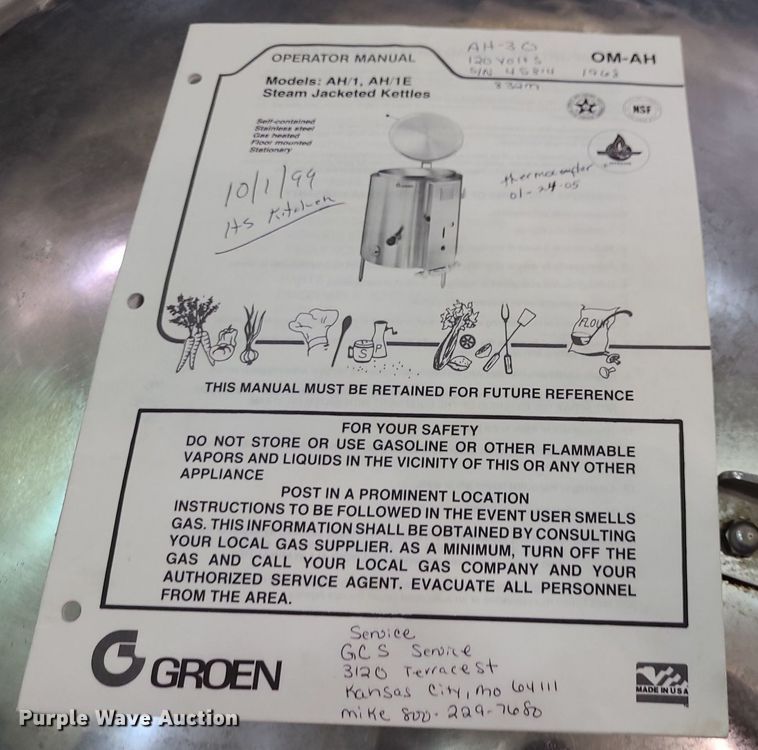 OPERATOR MANUAL
AH-30
120 Volts
S/N 45814 1963
OM-AH
Models: AH/1, AH/1E
Steam Jacketed Kettles
NSF
Self-contained
Stainless steel
Gas heated
Floor mounted
Stationary
10/1/99
HS Kitchen
thermocoupler
01-24-05
S P
FLOUR
THIS MANUAL MUST BE RETAINED FOR FUTURE REFERENCE
FOR YOUR SAFETY
DO NOT STORE OR USE GASOLINE OR OTHER FLAMMABLE
VAPORS AND LIQUIDS IN THE VICINITY OF THIS OR ANY OTHER
APPLIANCE
POST IN A PROMINENT LOCATION
INSTRUCTIONS TO BE FOLLOWED IN THE EVENT USER SMELLS
GAS. THIS INFORMATION SHALL BE OBTAINED BY CONSULTING
YOUR LOCAL GAS SUPPLIER. AS A MINIMUM, TURN OFF THE
GAS AND CALL YOUR LOCAL GAS COMPANY AND YOUR
AUTHORIZED SERVICE AGENT. EVACUATE ALL PERSONNEL
FROM THE AREA.
GROEN
Service
GCS Service
3120 Terrace St
Kansas City, Mo 64111
mike 800-229-7680
MADE IN USA
Purple Wave Auction